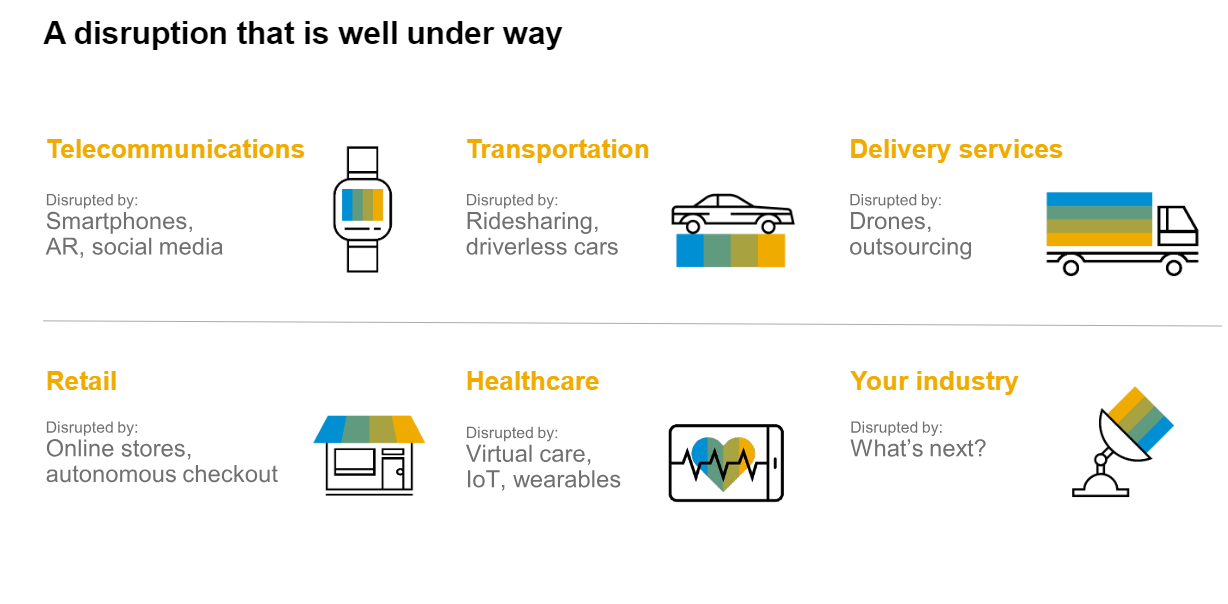 A disruption that is well under way
Telecommunications
Disrupted by:
Smartphones,
AR, social media
Transportation
Disrupted by:
Ridesharing,
driverless cars
Delivery services
Disrupted by:
Drones,
outsourcing
Retail
Disrupted by:
Online stores,
autonomous checkout
Healthcare
Disrupted by:
Virtual care,
IoT, wearables
Your industry
Disrupted by:
What’s next?